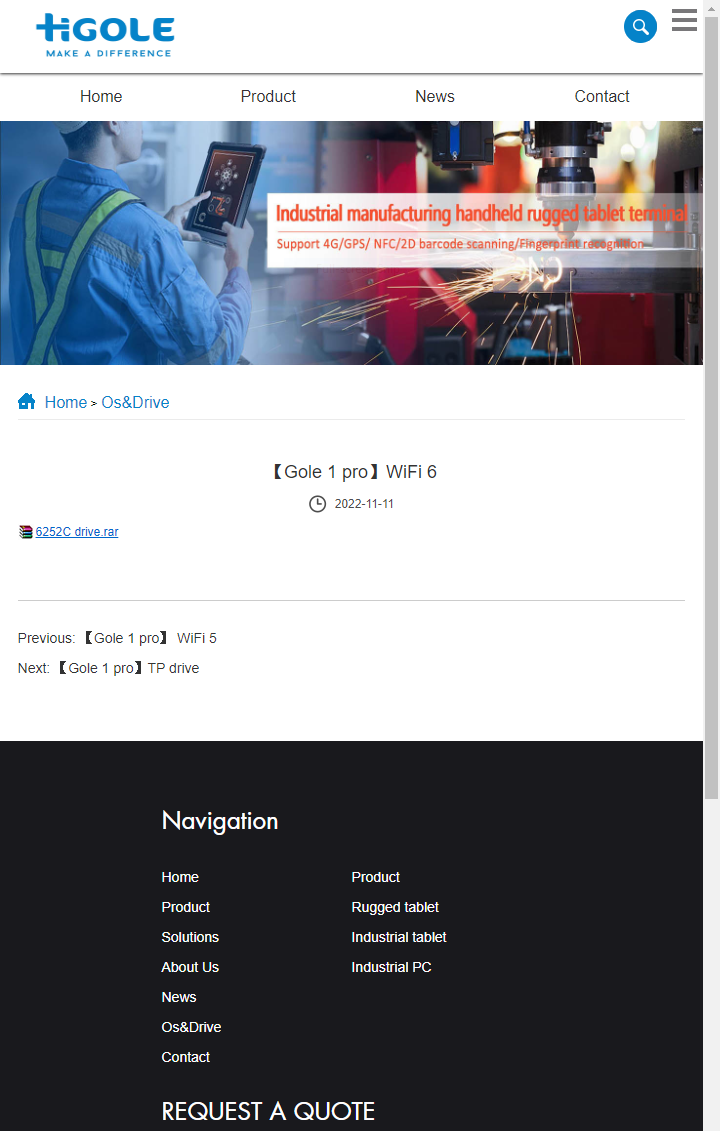 HIGOLE
MAKE A DIFFERENCE
Home Product News Contact
Industrial manufacturing handheld rugged tablet terminal
Support 4G/GPS/ NFC/2D barcode scanning/Fingerprint recognition
Home > Os&Drive
【Gole 1 pro】WiFi 6
2022-11-11
6252C drive.rar
Previous: 【Gole 1 pro】 WiFi 5
Next: 【Gole 1 pro】TP drive
Navigation
Home Product
Product Rugged tablet
Solutions Industrial tablet
About Us Industrial PC
News
Os&Drive
Contact
REQUEST A QUOTE